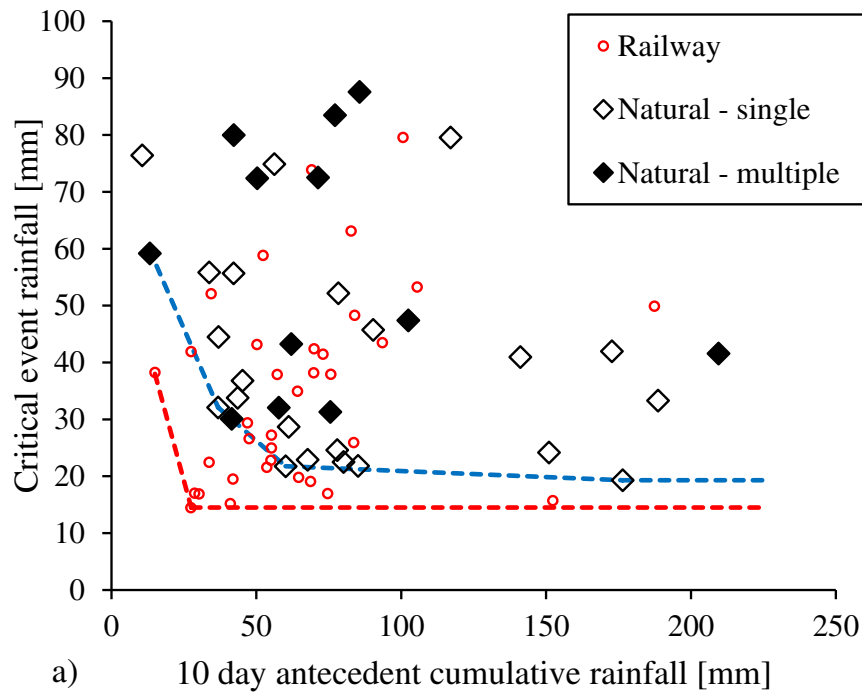 Critical event rainfall [mm]
100
90
80
70
60
50
40
30
20
10
0
0 50 100 150 200 250
Railway
Natural - single
Natural - multiple
a) 10 day antecedent cumulative rainfall [mm]